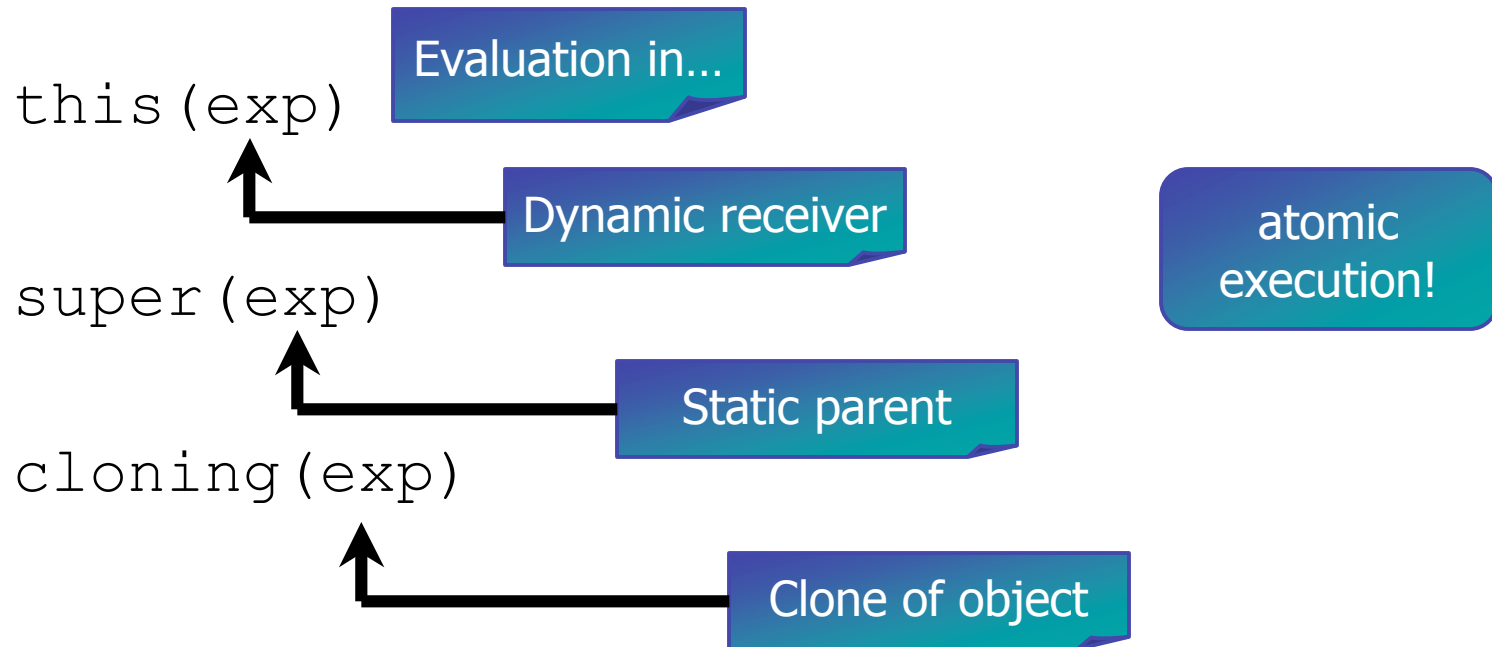 Evaluation in…
this(exp)
Dynamic receiver
atomic
execution!
super(exp)
Static parent
cloning(exp)
Clone of object